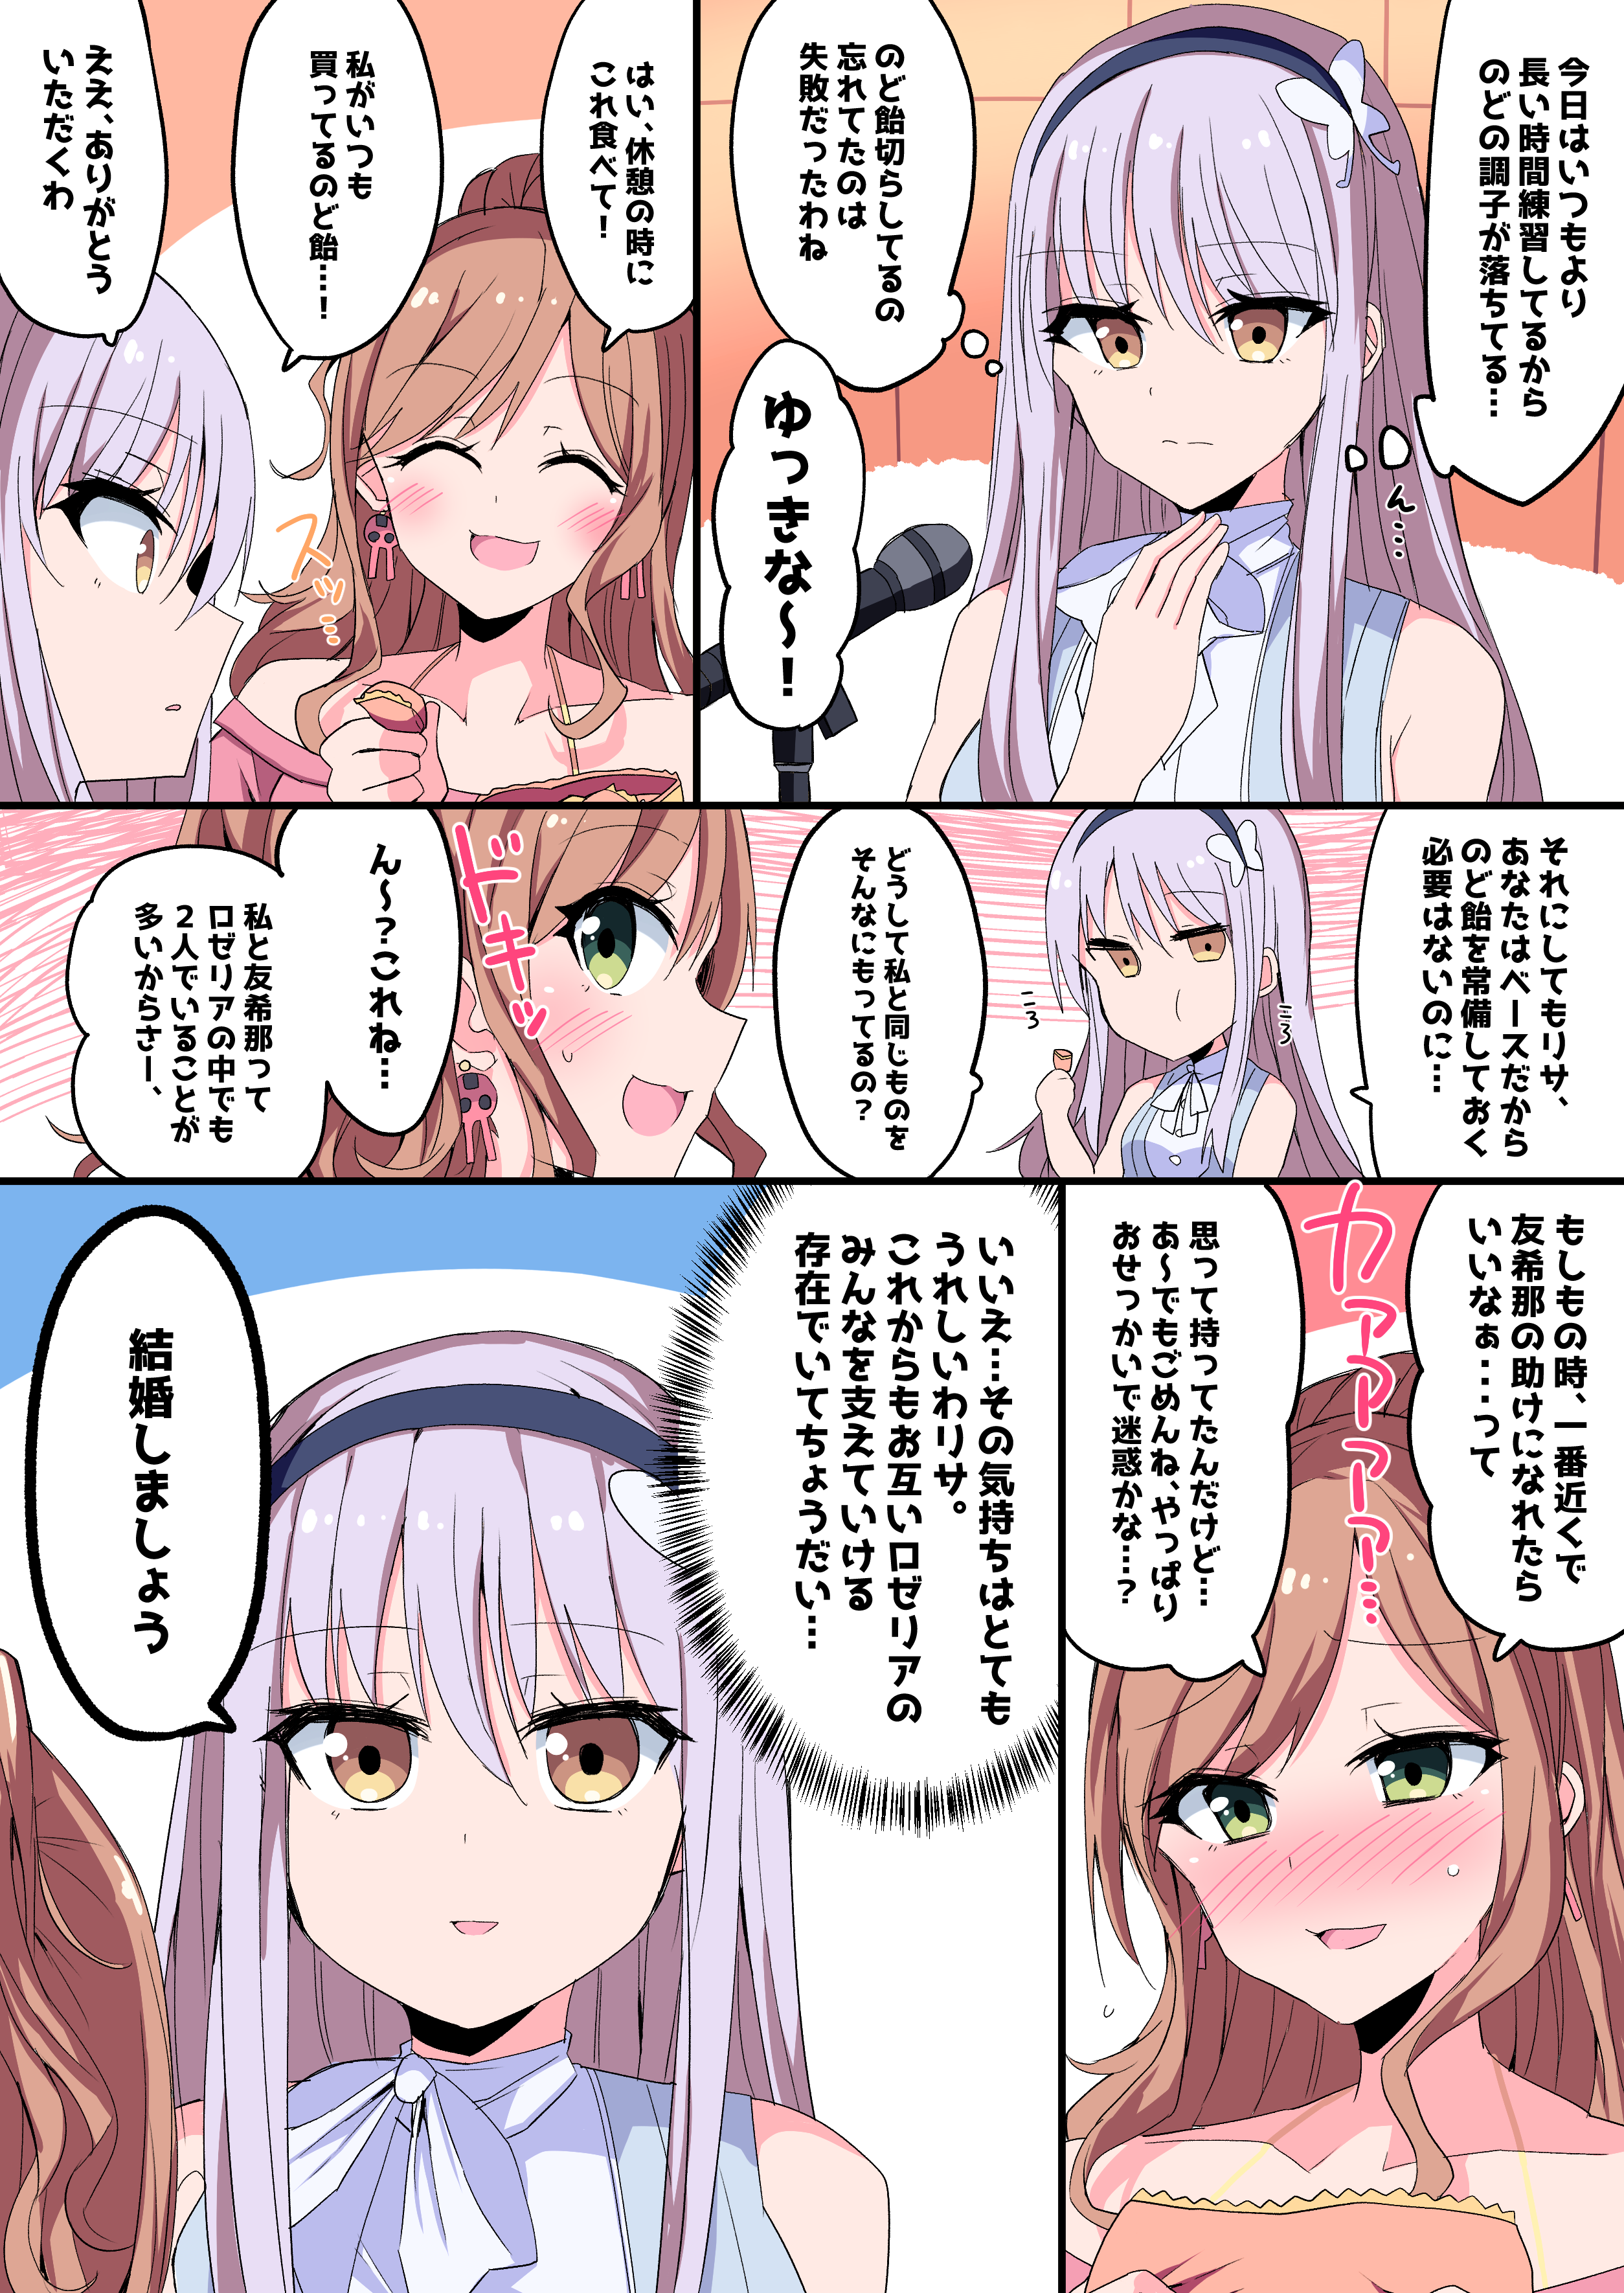 今日はいつもより
長い時間練習してるから
のどの調子が落ちてる…
ん…
のど飴切らしてるの
忘れてたのは
失敗だったわね
ゆっきな～！
はい、休憩の時に
これ食べて！
私がいつも
買ってるのど飴…！
スッ…
ええ、ありがとう
いただくわ
それにしてもリサ、
あなたはベースだから
のど飴を常備しておく
必要はないのに…
ころ
ころ
どうして私と同じものを
そんなにもってるの？
ドキッ
ん～？これね…
私と友希那って
ロゼリアの中でも
２人でいることが
多いからさー、
もしもの時、一番近くで
友希那の助けになれたら
いいなぁ…って
カァァァァァ…
思って持ってたんだけど…
あ～でもごめんね、やっぱり
おせっかいで迷惑かな…？
いいえ…その気持ちはとても
うれしいわリサ。
これからもお互いロゼリアの
みんなを支えていける
存在でいてちょうだい…
結婚しましょう